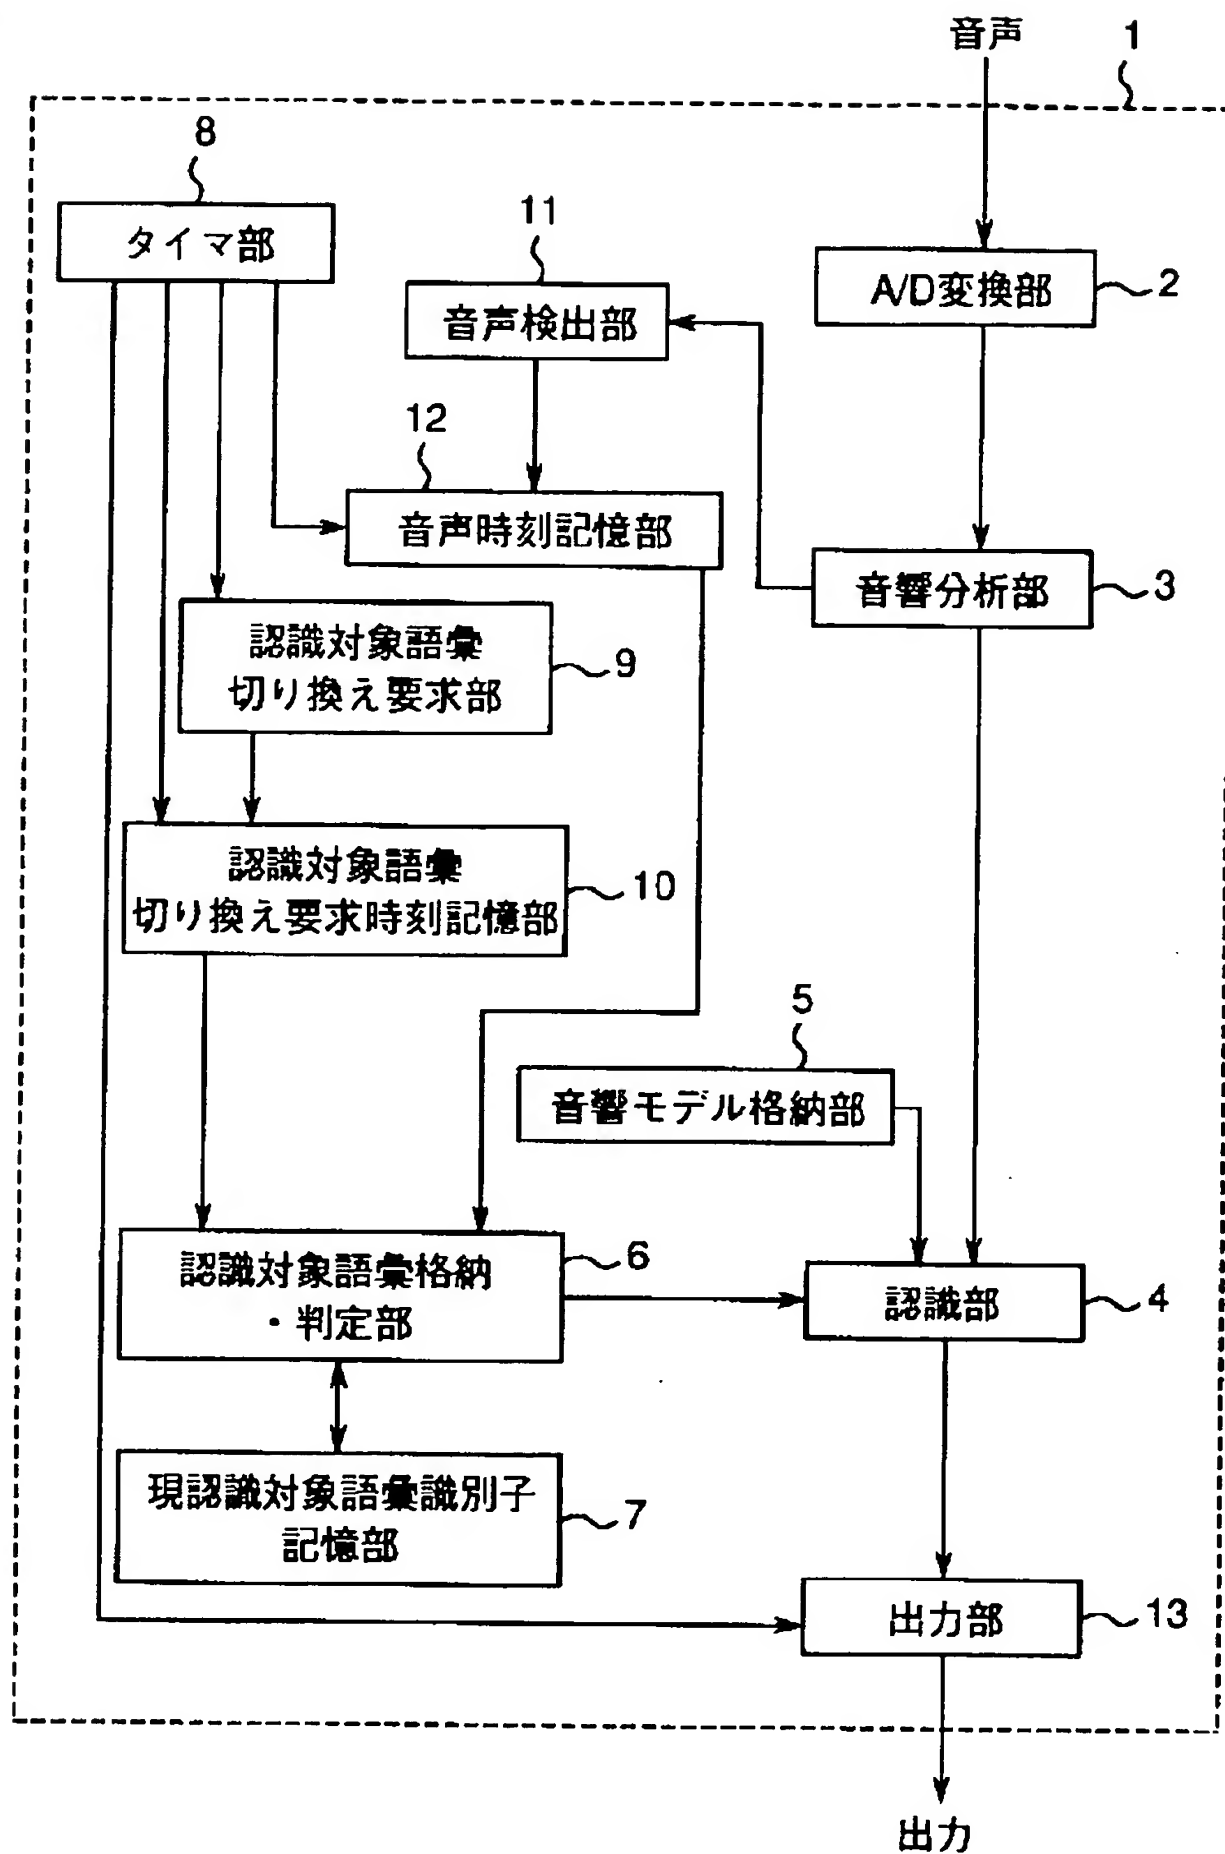 音声
1
8
タイマ部
11
音声検出部
A/D変換部
2
12
音声時刻記憶部
音響分析部
3
認識対象語彙
切り換え要求部
9
認識対象語彙
切り換え要求時刻記憶部
10
5
音響モデル格納部
認識対象語彙格納
・判定部
6
認識部
4
現認識対象語彙識別子
記憶部
7
出力部
13
出力